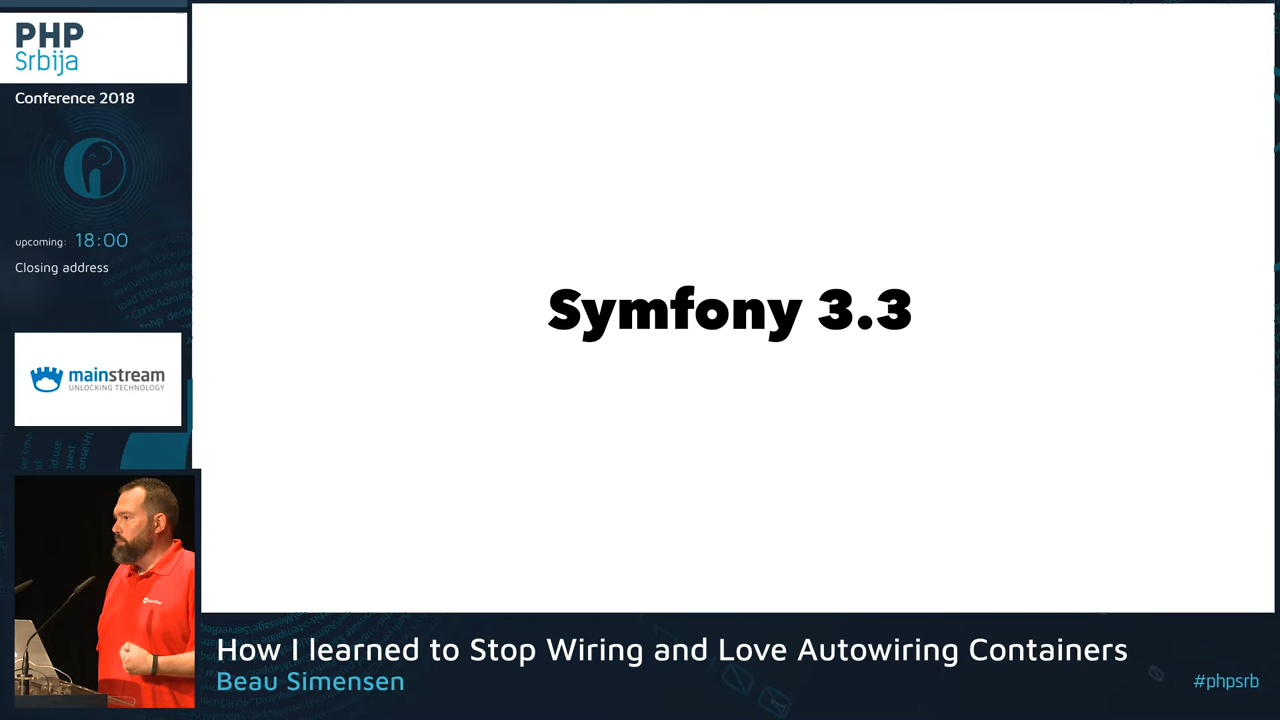 PHP
Srbija
Conference 2018
upcoming: 18:00
Closing address
mainstream
UNLOCKING TECHNOLOGY
Symfony 3.3
How I learned to Stop Wiring and Love Autowiring Containers
Beau Simensen
#phpsrb